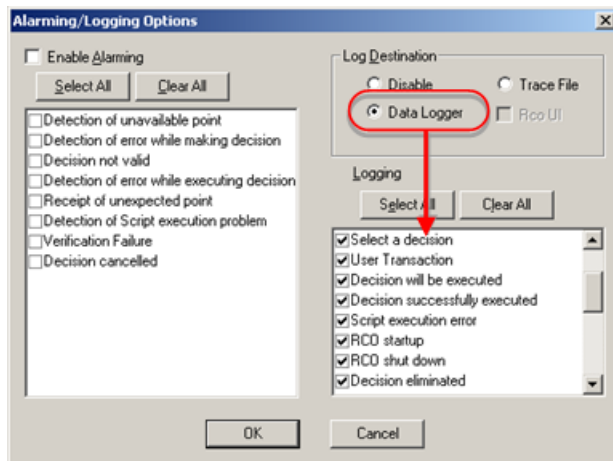 Alarming/Logging Options
Enable Alarming
Select All
Clear All
Detection of unavailable point
Detection of error while making decision
Decision not valid
Detection of error while executing decision
Receipt of unexpected point
Detection of Script execution problem
Verification Failure
Decision cancelled
Log Destination
Disable
Trace File
Data Logger
Rco UI
Logging
Select All
Clear All
Select a decision
User Transaction
Decision will be executed
Decision successfully executed
Script execution error
RCO startup
RCO shut down
Decision eliminated
OK
Cancel